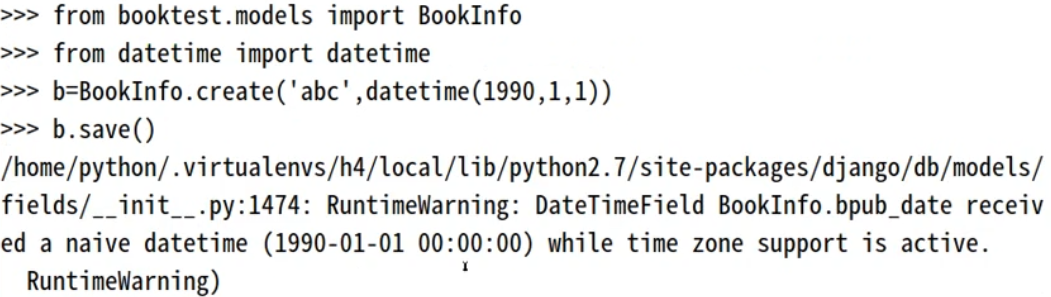 >>> from booktest.models import BookInfo
>>> from datetime import datetime
>>> b=BookInfo.create('abc',datetime(1990,1,1))
>>> b.save()
/home/python/.virtualenvs/h4/local/lib/python2.7/site-packages/django/db/models/
fields/__init__.py:1474: RuntimeWarning: DateTimeField BookInfo.bpub_date receiv
ed a naive datetime (1990-01-01 00:00:00) while time zone support is active.
  RuntimeWarning)